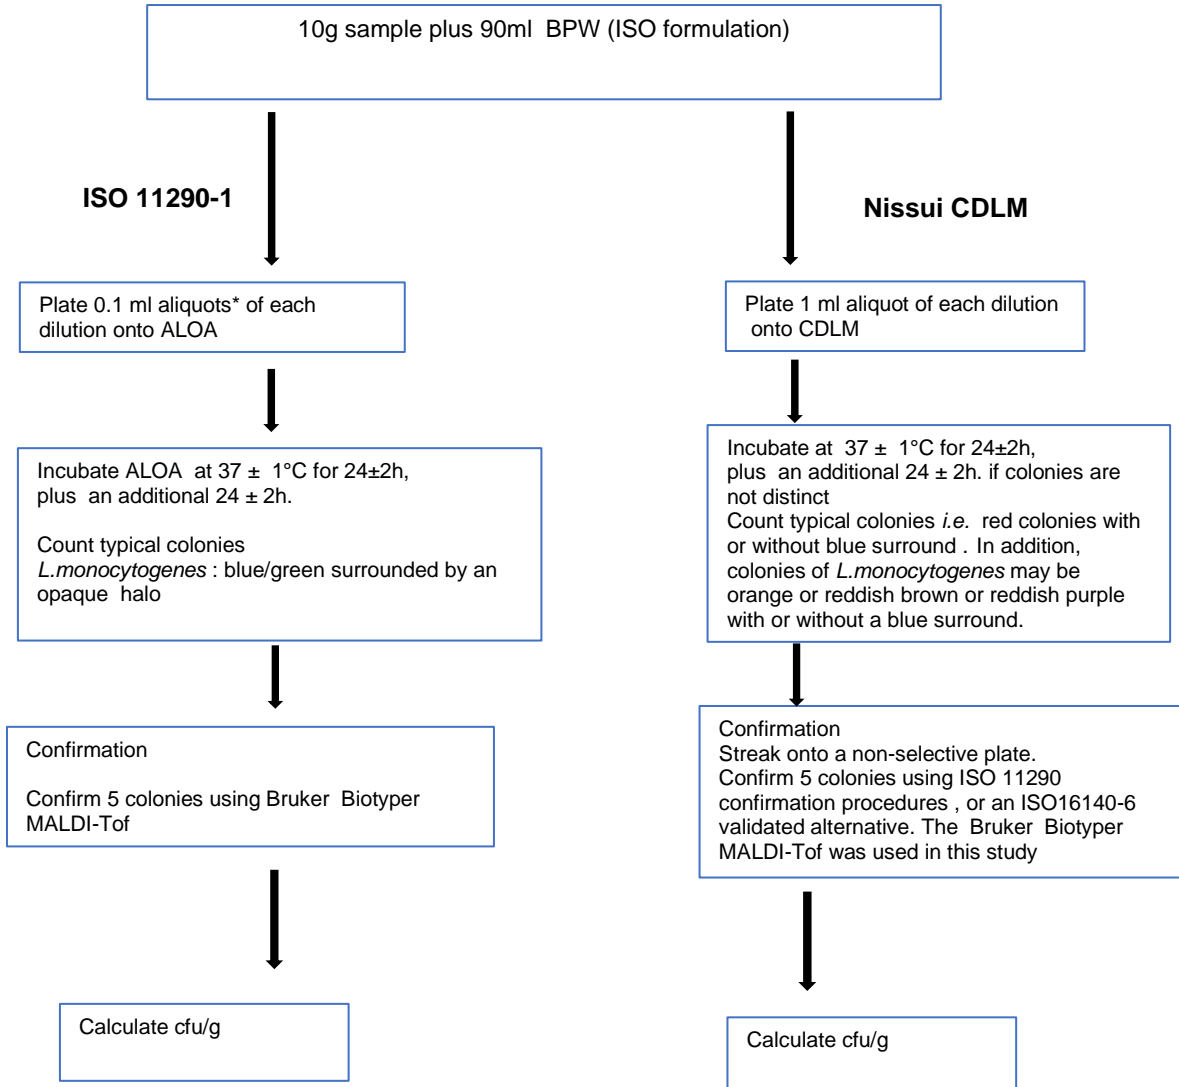 10g sample plus 90ml BPW (ISO formulation)
ISO 11290-1
Nissui CDLM
Plate 0.1 ml aliquots* of each
dilution onto ALOA
Plate 1 ml aliquot of each dilution
onto CDLM
Incubate ALOA at 37 ± 1°C for 24±2h,
plus an additional 24 ± 2h.
Count typical colonies
L.monocytogenes : blue/green surrounded by an
opaque halo
Incubate at 37 ± 1°C for 24±2h,
plus an additional 24 ± 2h. if colonies are
not distinct
Count typical colonies i.e. red colonies with
or without blue surround . In addition,
colonies of L.monocytogenes may be
orange or reddish brown or reddish purple
with or without a blue surround.
Confirmation
Confirm 5 colonies using Bruker Biotyper
MALDI-Tof
Confirmation
Streak onto a non-selective plate.
Confirm 5 colonies using ISO 11290
confirmation procedures , or an ISO16140-6
validated alternative. The Bruker Biotyper
MALDI-Tof was used in this study
Calculate cfu/g
Calculate cfu/g